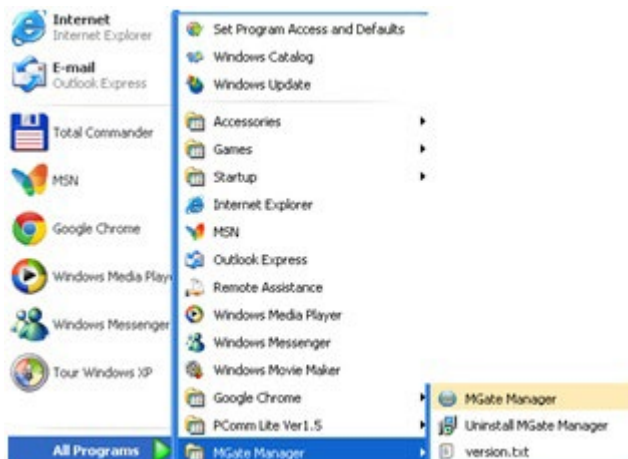 Internet
Internet Explorer
E-mail
Outlook Express
Total Commander
MSN
Google Chrome
Windows Media Play
Windows Messenger
Tour Windows XP
All Programs
Set Program Access and Defaults
Windows Catalog
Windows Update
Accessories
Games
Startup
Internet Explorer
MSN
Outlook Express
Remote Assistance
Windows Media Player
Windows Messenger
Windows Movie Maker
Google Chrome
PComm Lite Ver1.5
MGate Manager
MGate Manager
Uninstall MGate Manager
version.txt